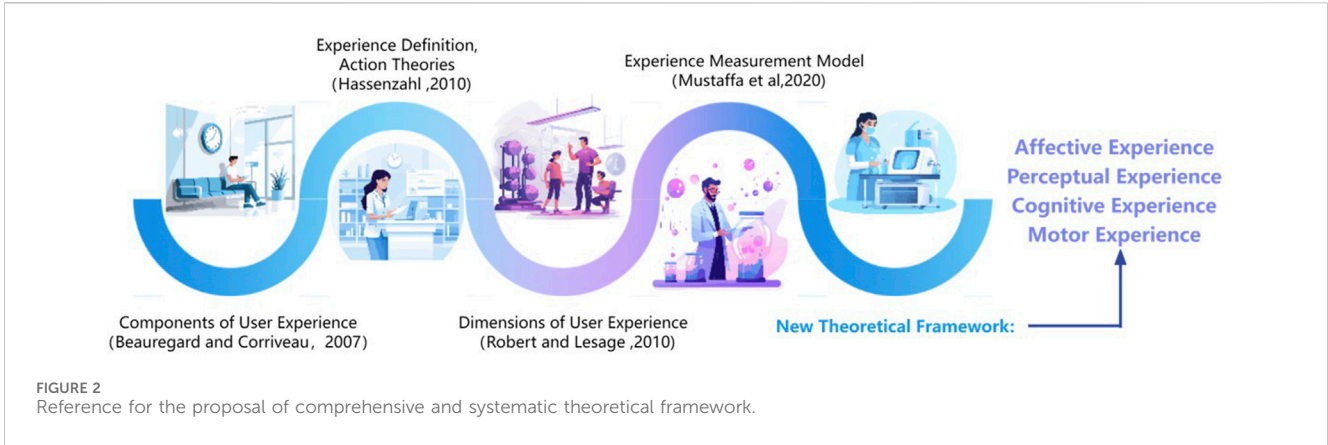 Experience Definition,
Action Theories
(Hassenzahl ,2010)
Experience Measurement Model
(Mustaffa et al,2020)
Affective Experience
Perceptual Experience
Cognitive Experience
Motor Experience
Components of User Experience
(Beauregard and Corriveau, 2007)
Dimensions of User Experience
(Robert and Lesage ,2010)
New Theoretical Framework:
FIGURE 2
Reference for the proposal of comprehensive and systematic theoretical framework.